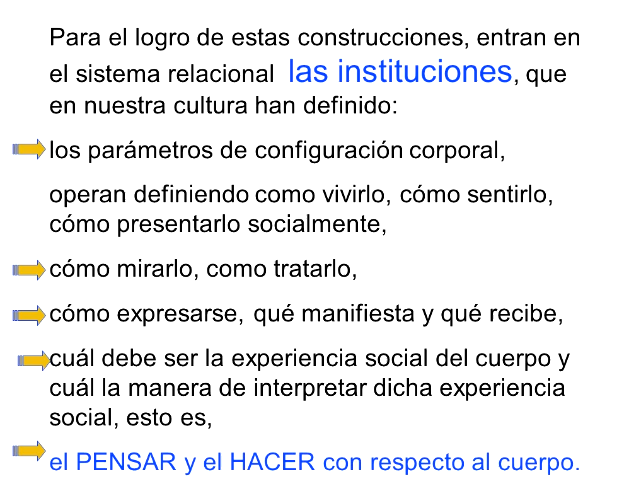 Para el logro de estas construcciones, entran en
el sistema relacional las instituciones, que
en nuestra cultura han definido:
los parámetros de configuración corporal,
operan definiendo como vivirlo, cómo sentirlo,
cómo presentarlo socialmente,
cómo mirarlo, como tratarlo,
cómo expresarse, qué manifiesta y qué recibe,
cuál debe ser la experiencia social del cuerpo y
cuál la manera de interpretar dicha experiencia
social, esto es,
el PENSAR y el HACER con respecto al cuerpo.